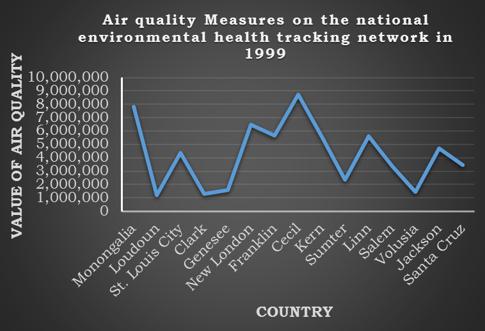 Air quality Measures on the national
environmental health tracking network in
1999
VALUE OF AIR QUALITY
10,000,000
9,000,000
8,000,000
7,000,000
6,000,000
5,000,000
4,000,000
3,000,000
2,000,000
1,000,000
0
Monongalia
Loudoun
St. Louis City
Clark
Genesee
New London
Franklin
Cecil
Kern
Sumter
Linn
Salem
Volusia
Jackson
Santa Cruz
COUNTRY